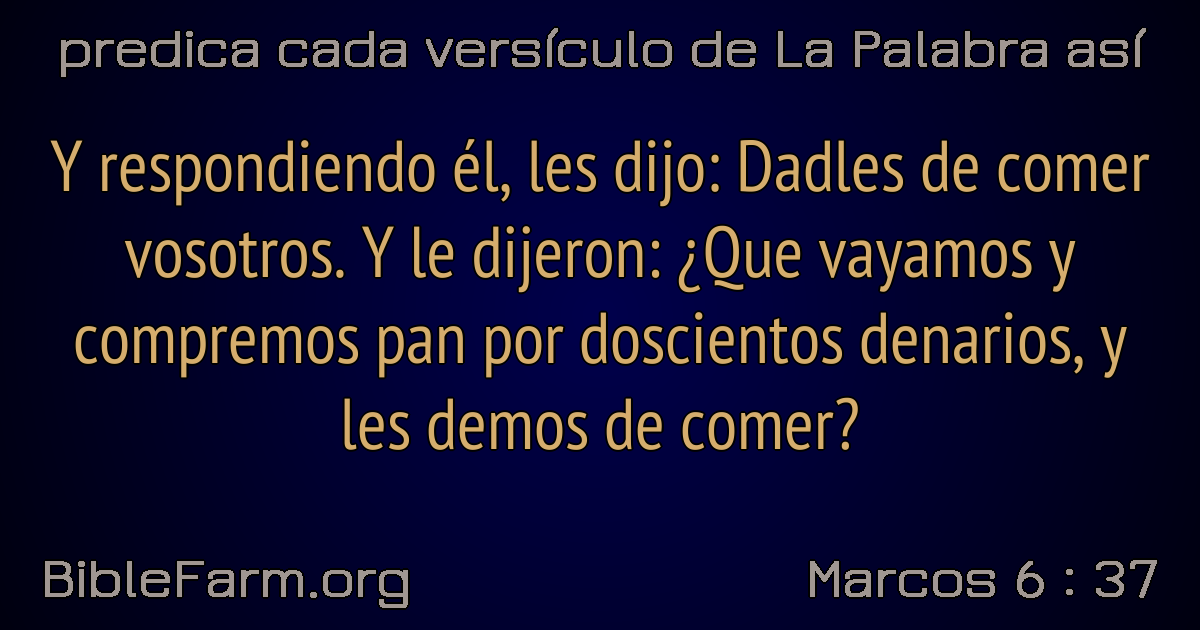 predica cada versículo de La Palabra así
Y respondiendo él, les dijo: Dadles de comer
vosotros. Y le dijeron: ¿Que vayamos y
compremos pan por doscientos denarios, y
les demos de comer?
BibleFarm.org
Marcos 6 : 37